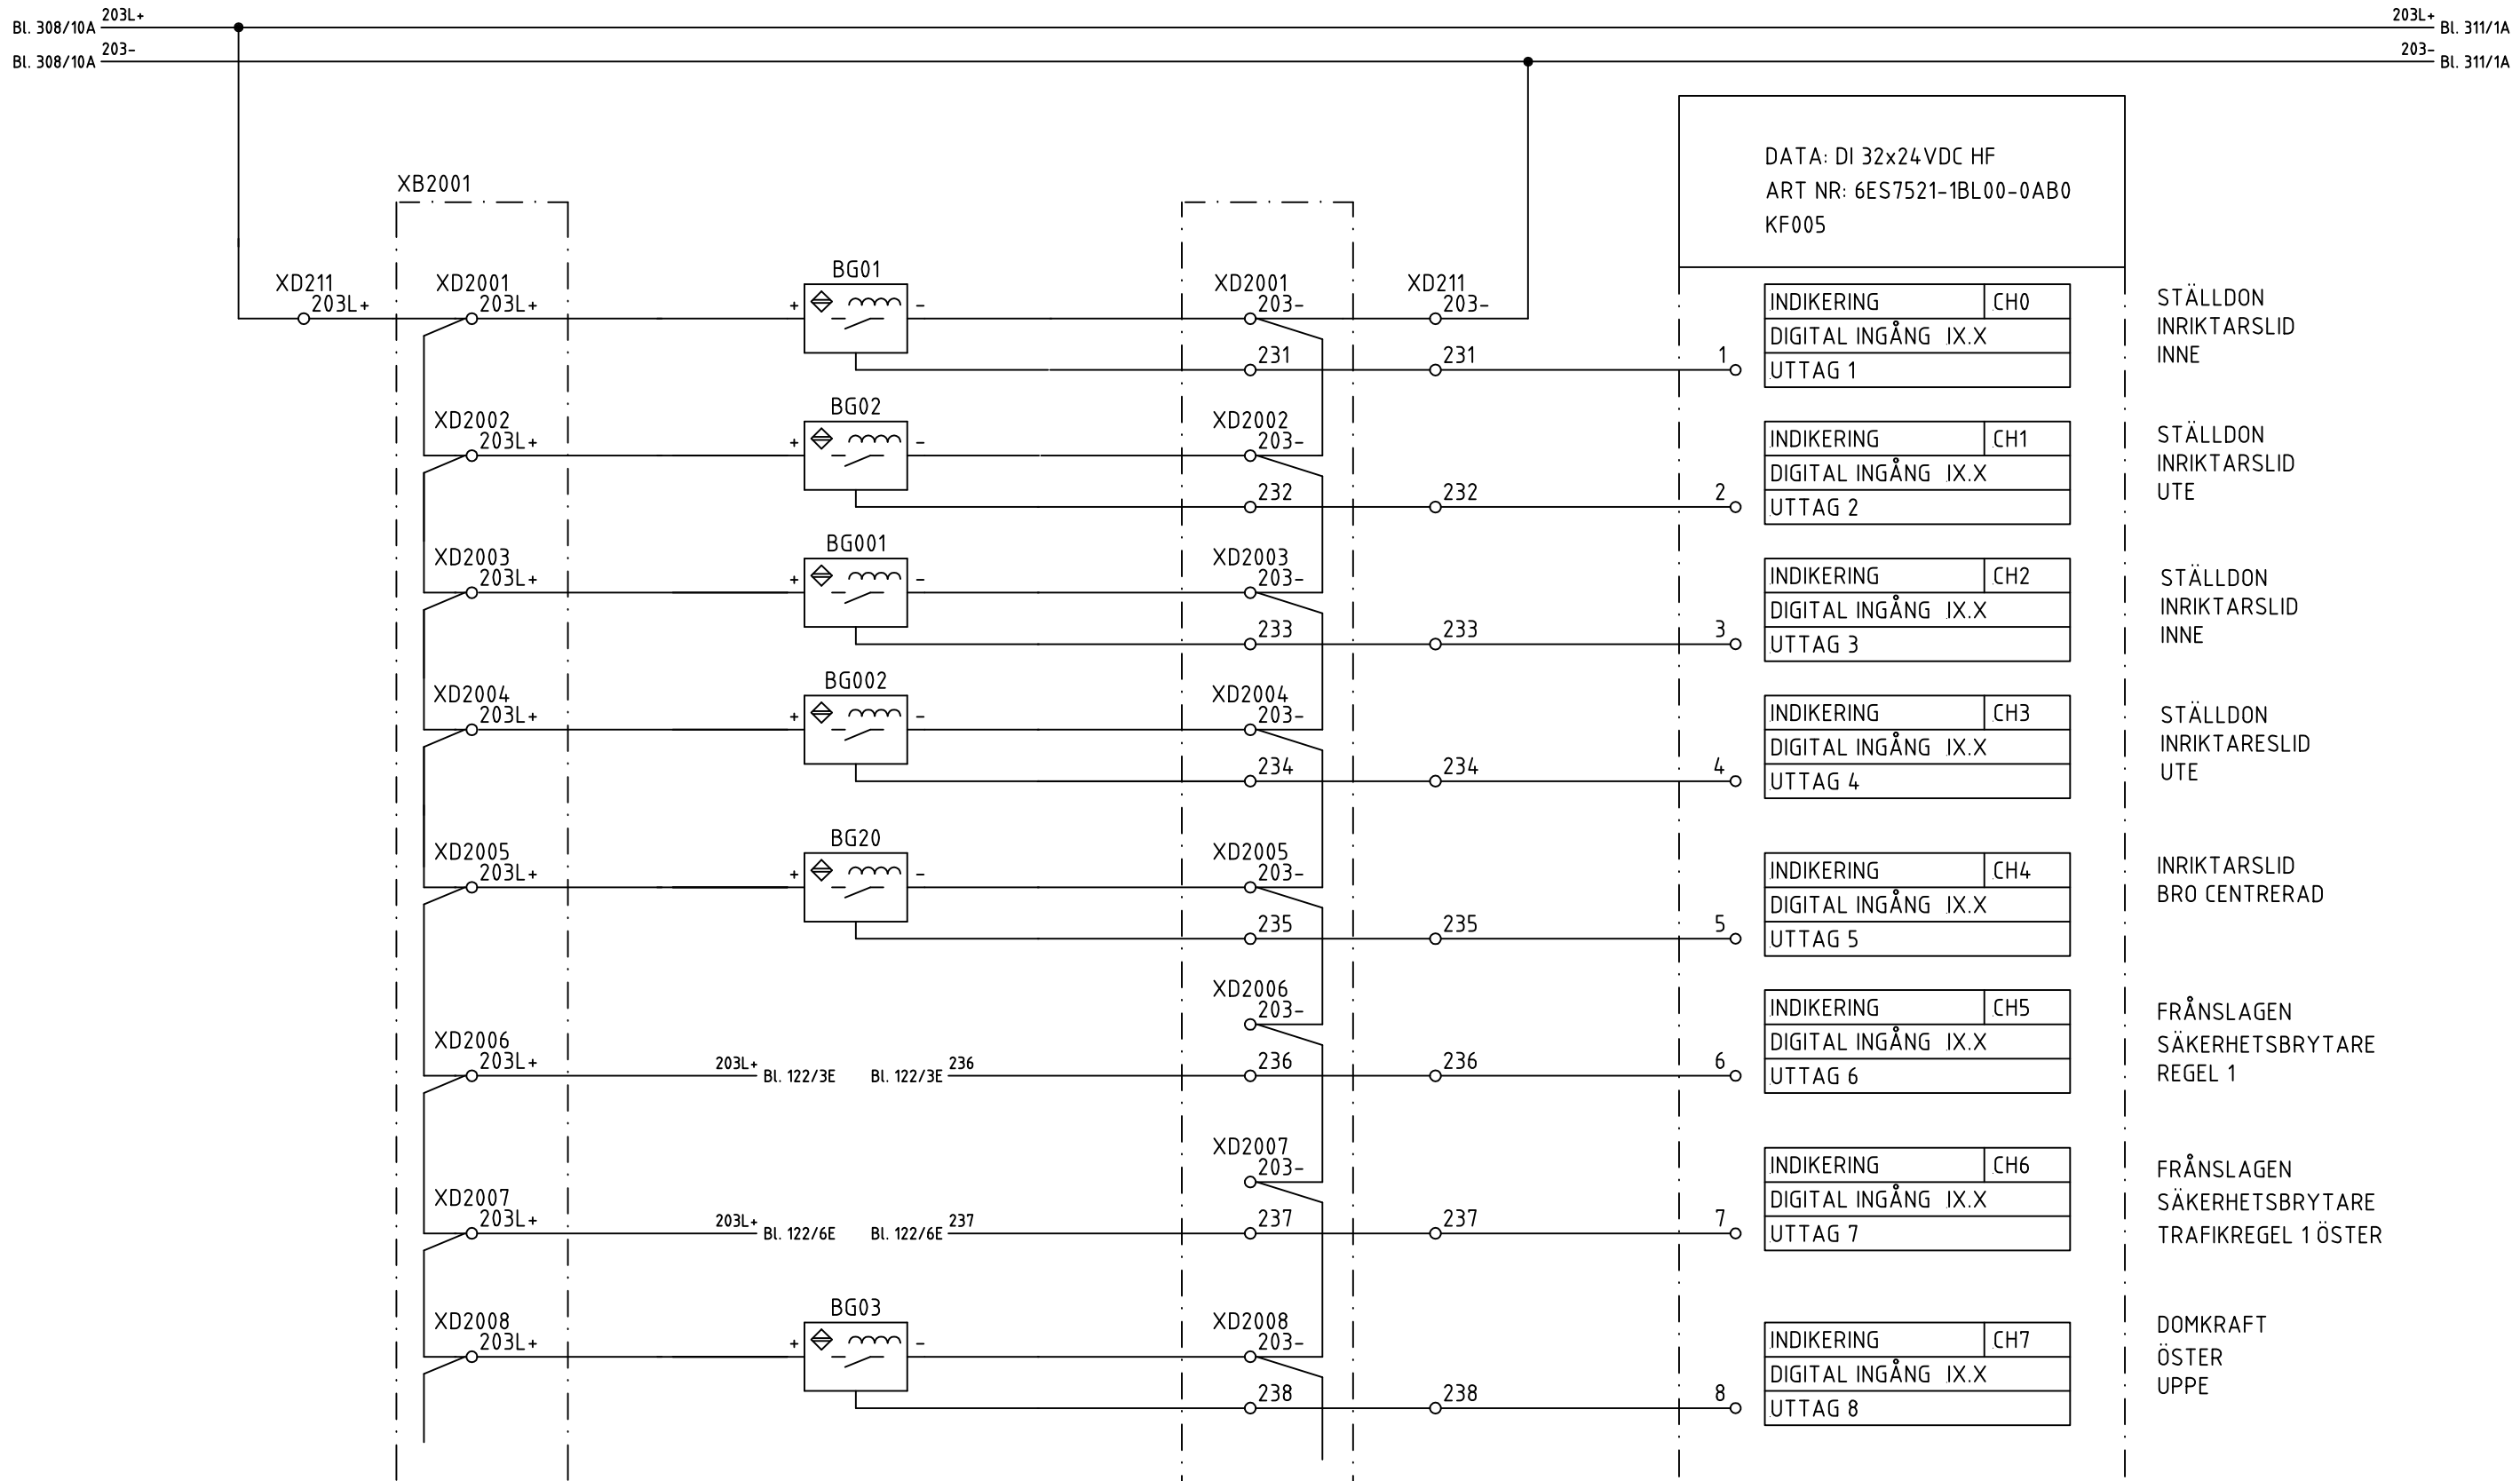 203L+
Bl. 308/10A
203-
Bl. 308/10A
203L+
Bl. 311/1A
203-
Bl. 311/1A
DATA: DI 32x24VDC HF
ART NR: 6ES7521-1BL00-0AB0
KF005
XB2001
XD211
203L+
XD2001
203L+
BG01
+
-
XD2001
203-
XD211
203-
231
231
1
INDIKERING CH0
DIGITAL INGÅNG IX.X
UTTAG 1
STÄLLDON
INRIKTARSLID
INNE
XD2002
203L+
BG02
+
-
XD2002
203-
232
232
2
INDIKERING CH1
DIGITAL INGÅNG IX.X
UTTAG 2
STÄLLDON
INRIKTARSLID
UTE
XD2003
203L+
BG001
+
-
XD2003
203-
233
233
3
INDIKERING CH2
DIGITAL INGÅNG IX.X
UTTAG 3
STÄLLDON
INRIKTARSLID
INNE
XD2004
203L+
BG002
+
-
XD2004
203-
234
234
4
INDIKERING CH3
DIGITAL INGÅNG IX.X
UTTAG 4
STÄLLDON
INRIKTARESLID
UTE
XD2005
203L+
BG20
+
-
XD2005
203-
235
235
5
INDIKERING CH4
DIGITAL INGÅNG IX.X
UTTAG 5
INRIKTARSLID
BRO CENTRERAD
XD2006
203-
XD2006
203L+
203L+
Bl. 122/3E
Bl. 122/3E
236
236
236
6
INDIKERING CH5
DIGITAL INGÅNG IX.X
UTTAG 6
FRÅNSLAGEN
SÄKERHETSBRYTARE
REGEL 1
XD2007
203-
XD2007
203L+
203L+
Bl. 122/6E
Bl. 122/6E
237
237
237
7
INDIKERING CH6
DIGITAL INGÅNG IX.X
UTTAG 7
FRÅNSLAGEN
SÄKERHETSBRYTARE
TRAFIKREGEL 1 ÖSTER
XD2008
203L+
BG03
+
-
XD2008
203-
238
238
8
INDIKERING CH7
DIGITAL INGÅNG IX.X
UTTAG 8
DOMKRAFT
ÖSTER
UPPE